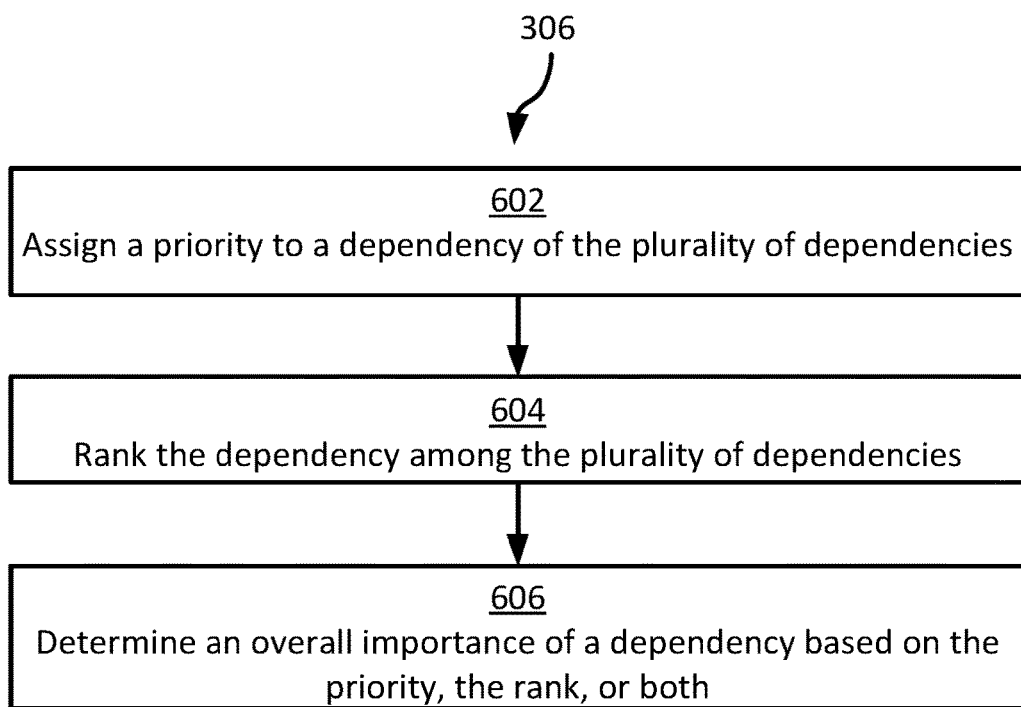 306
602
Assign a priority to a dependency of the plurality of dependencies
604
Rank the dependency among the plurality of dependencies
606
Determine an overall importance of a dependency based on the
priority, the rank, or both